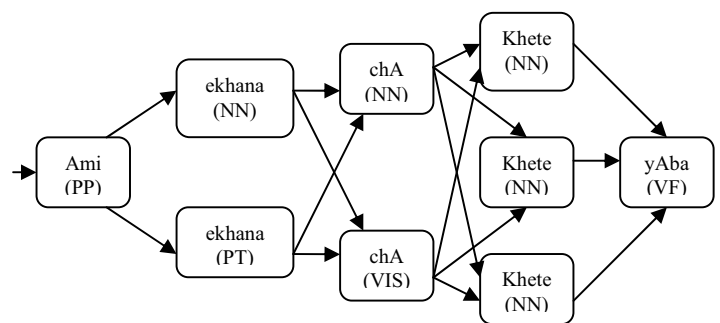 Ami
(PP)
ekhana
(NN)
ekhana
(PT)
chA
(NN)
chA
(VIS)
Khete
(NN)
Khete
(NN)
Khete
(NN)
yAba
(VF)